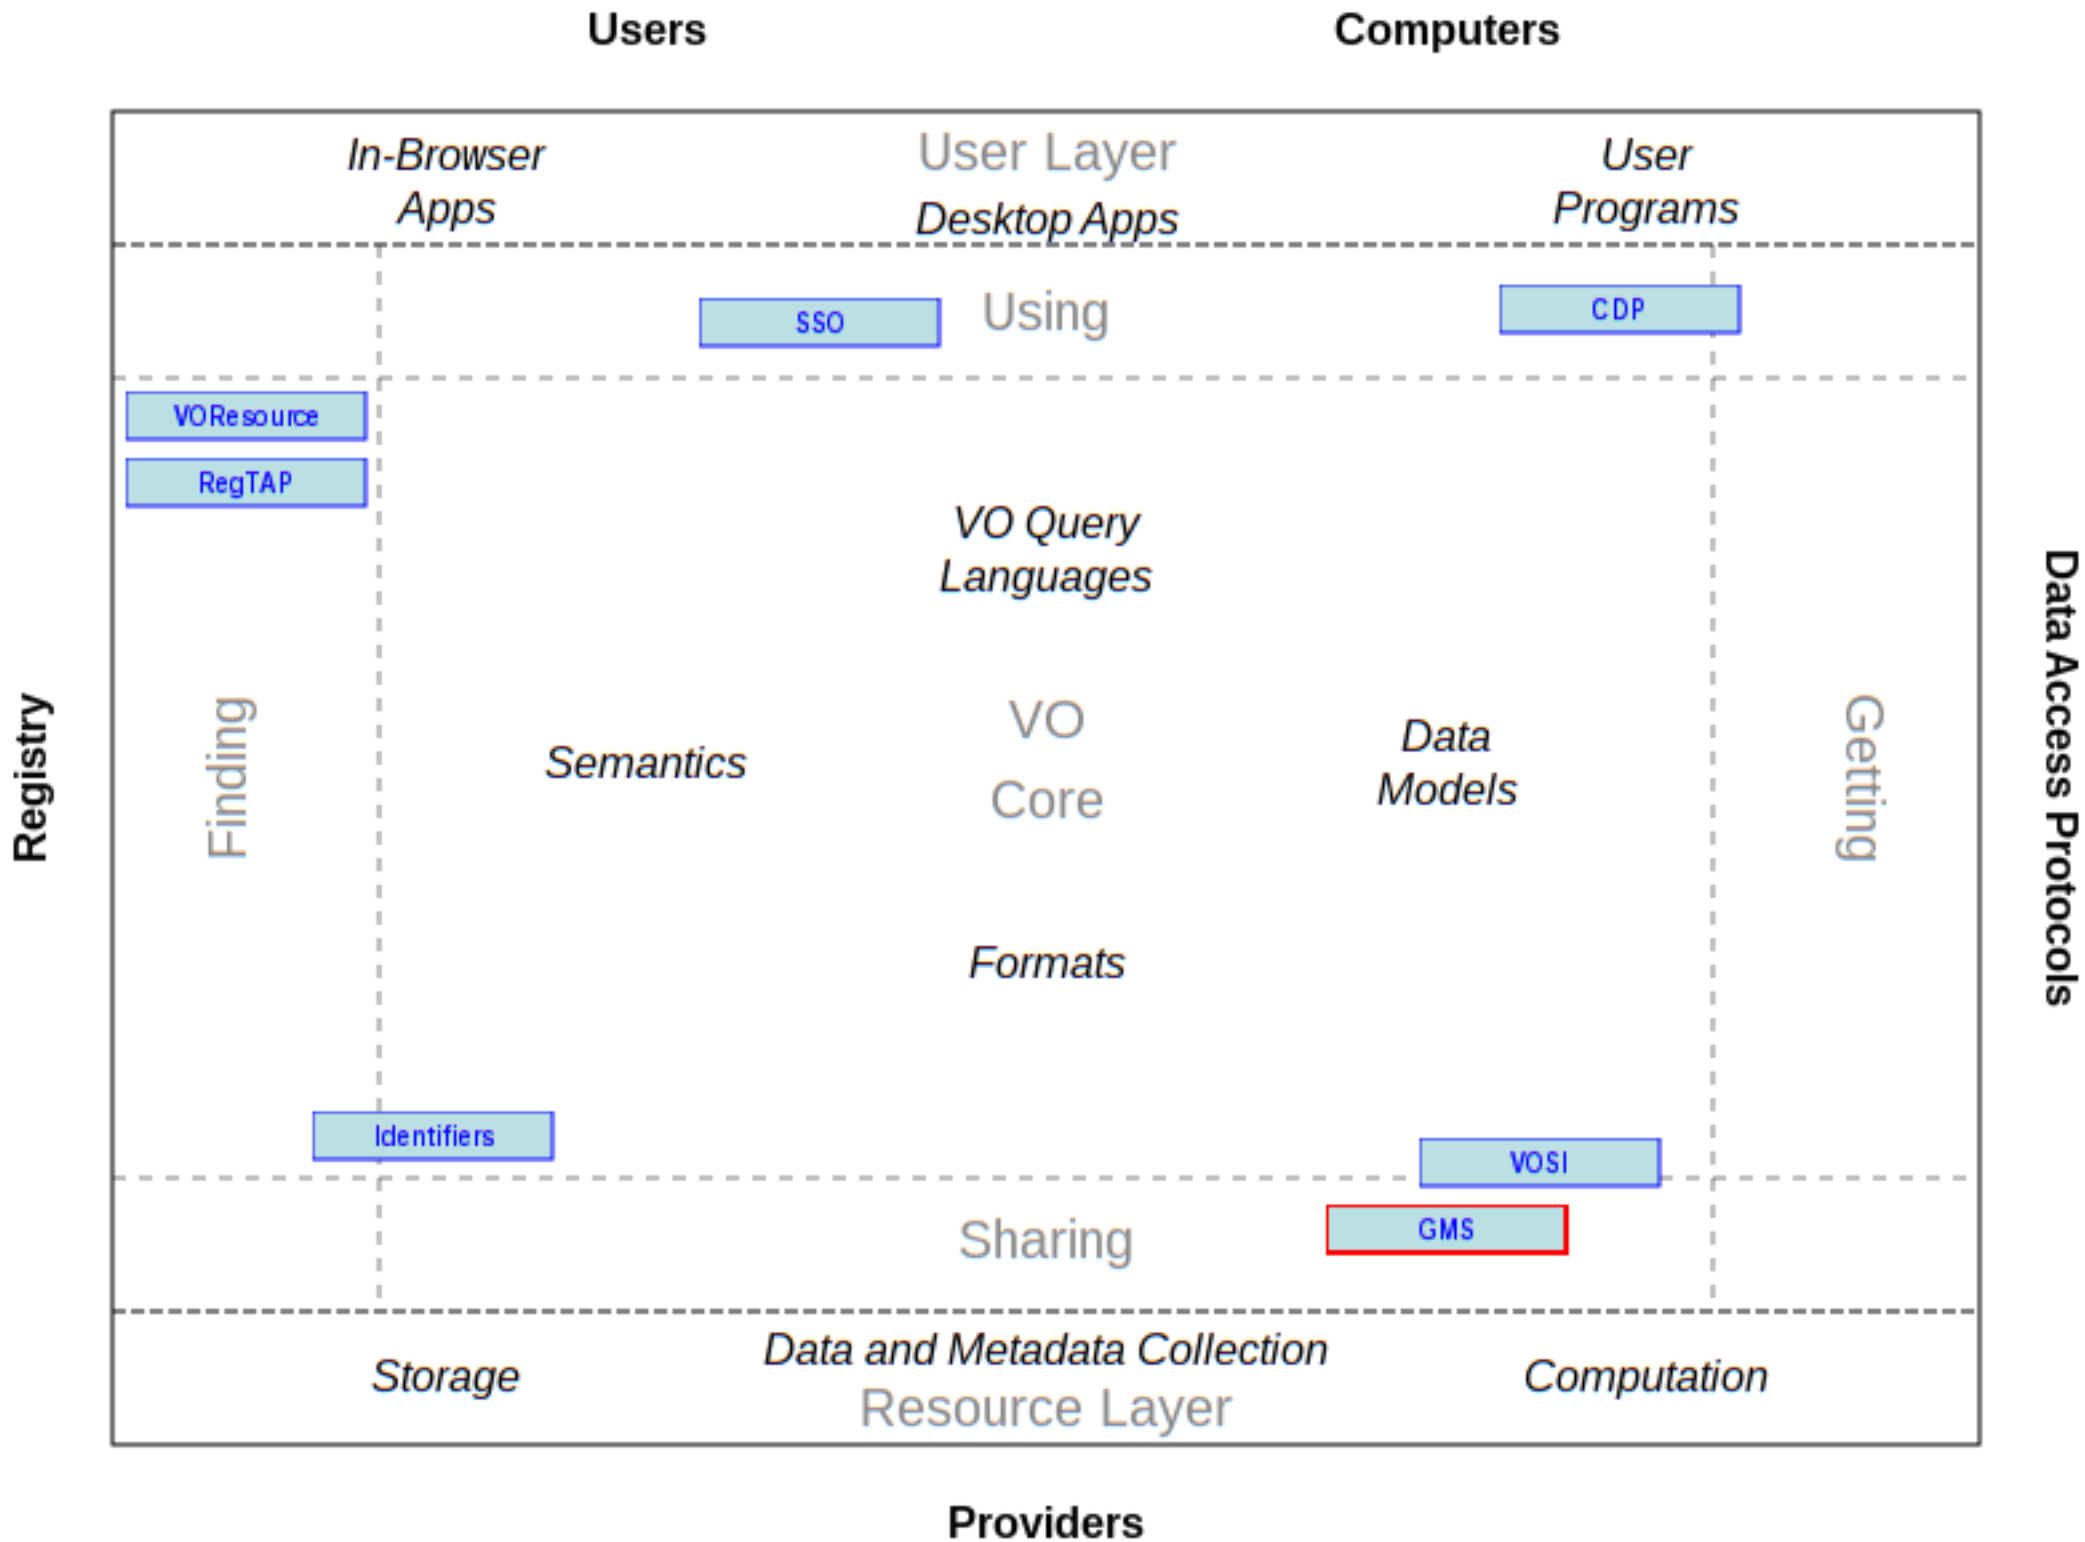 Users
Computers
In-Browser
Apps
User Layer
Desktop Apps
User
Programs
SSO
Using
CDP
VOResource
RegTAP
VO Query
Languages
Registry
Finding
Semantics
VO
Core
Data
Models
Getting
Data Access Protocols
Formats
Identifiers
VOSI
Sharing
GMS
Storage
Data and Metadata Collection
Resource Layer
Computation
Providers